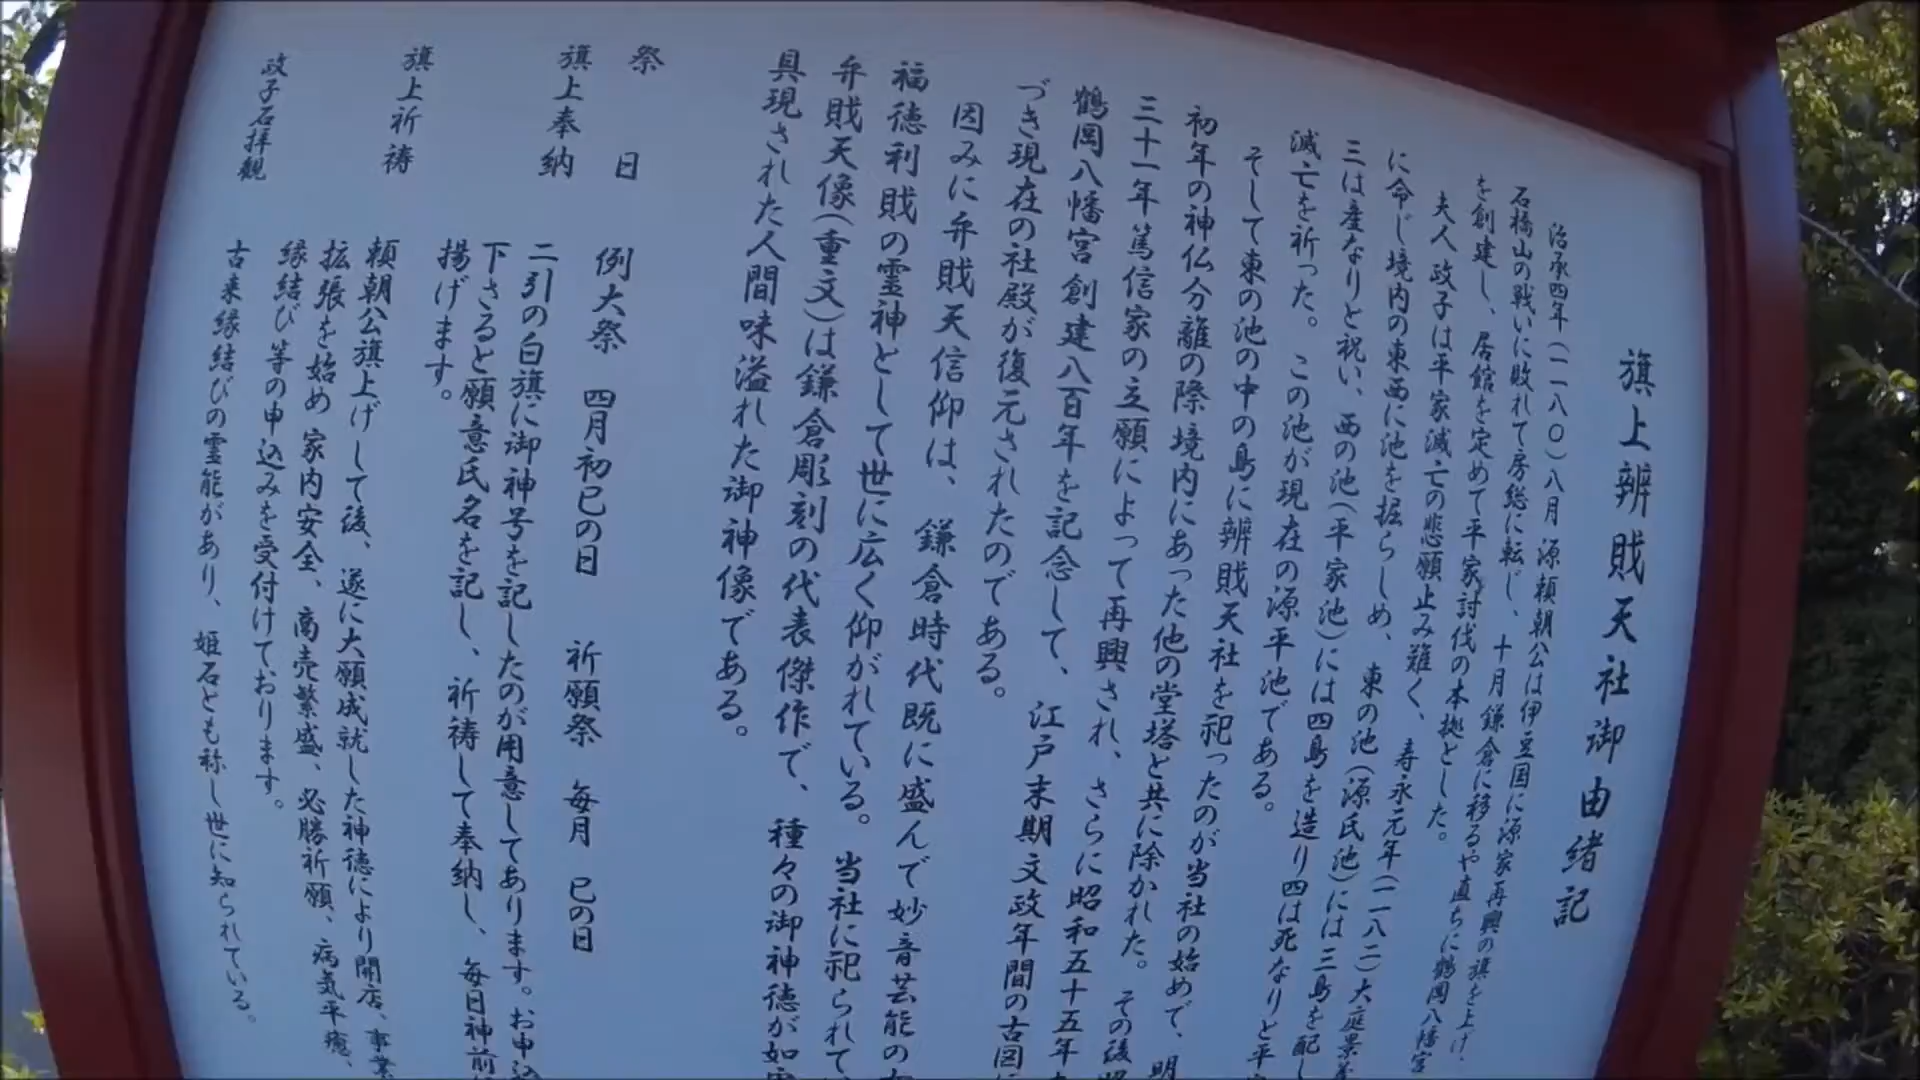 旗上辨戝天社御由緒記
治承四年(一一八〇)八月 源頼朝公は伊豆国に源家再興の旗を上げ、
石橋山の戦いに敗れて房総に転じ、十月鎌倉に移るや直ちに鶴岡八幡宮
を創建し、居館を定めて平家討伐の本拠とした。
夫人政子は平家滅亡の悲願止み難く、寿永元年(一一八二)大庭景
に命じ境内の東西に池を掘らしめ、東の池(源氏池)には三島を配し
三は産なりと祝い、西の池(平家池)には四島を造り四は死なりと平
滅亡を祈った。この池が現在の源平池である。
そして東の池の中の島に辨戝天社を祀ったのが当社の始めで、明
初年の神仏分離の際境内にあった他の堂塔と共に除かれた。その後昭
三十一年篤信家の立願によって再興され、さらに昭和五十五年
鶴岡八幡宮創建八百年を記念して、江戸末期文政年間の古図に
づき現在の社殿が復元されたのである。
因みに弁戝天信仰は、鎌倉時代既に盛んで妙音芸能の
福徳利戝の霊神として世に広く仰がれている。当社に祀られて
弁戝天像(重文)は鎌倉彫刻の代表傑作で、種々の御神徳が如実
具現された人間味溢れた御神像である。
祭 日 例大祭 四月初巳の日 祈願祭 毎月 巳の日
旗上奉納 二引の白旗に御神号を記したのが用意してあります。お申込
下さると願意氏名を記し、祈祷して奉納し、毎日神前
揚げます。
旗上祈祷 頼朝公旗上げして後、遂に大願成就した神徳により開店、事業
拡張を始め 家内安全、商売繁盛、必勝祈願、病気平癒、
縁結び等の申込みを受付けております。
政子石拝観 古来縁結びの霊能があり、姫石とも称し世に知られている。